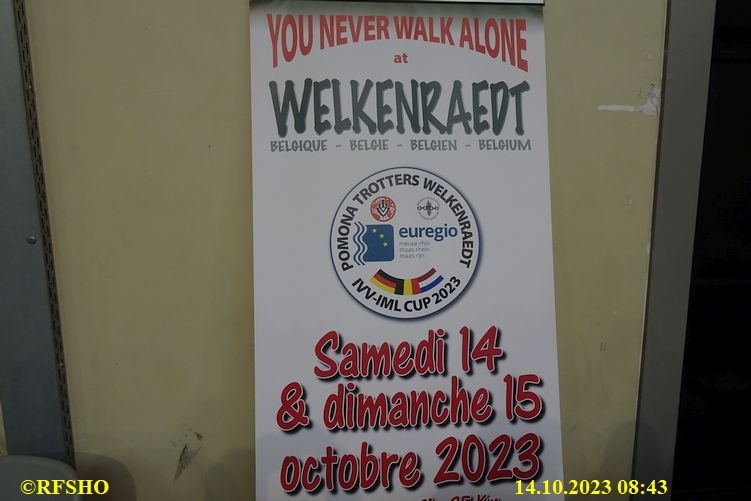 YOU NEVER WALK ALONE
at
WELKENRAEDT
BELGIQUE - BELGIE - BELGIEN - BELGIUM
POMONA TROTTERS WELKENRAEDT
euregio
meuse-rhin
maas-rhein
maas-rijn
IVV-IML CUP 2023
Samedi 14
& dimanche 15
octobre 2023
©RFSHO
14.10.2023 08:43